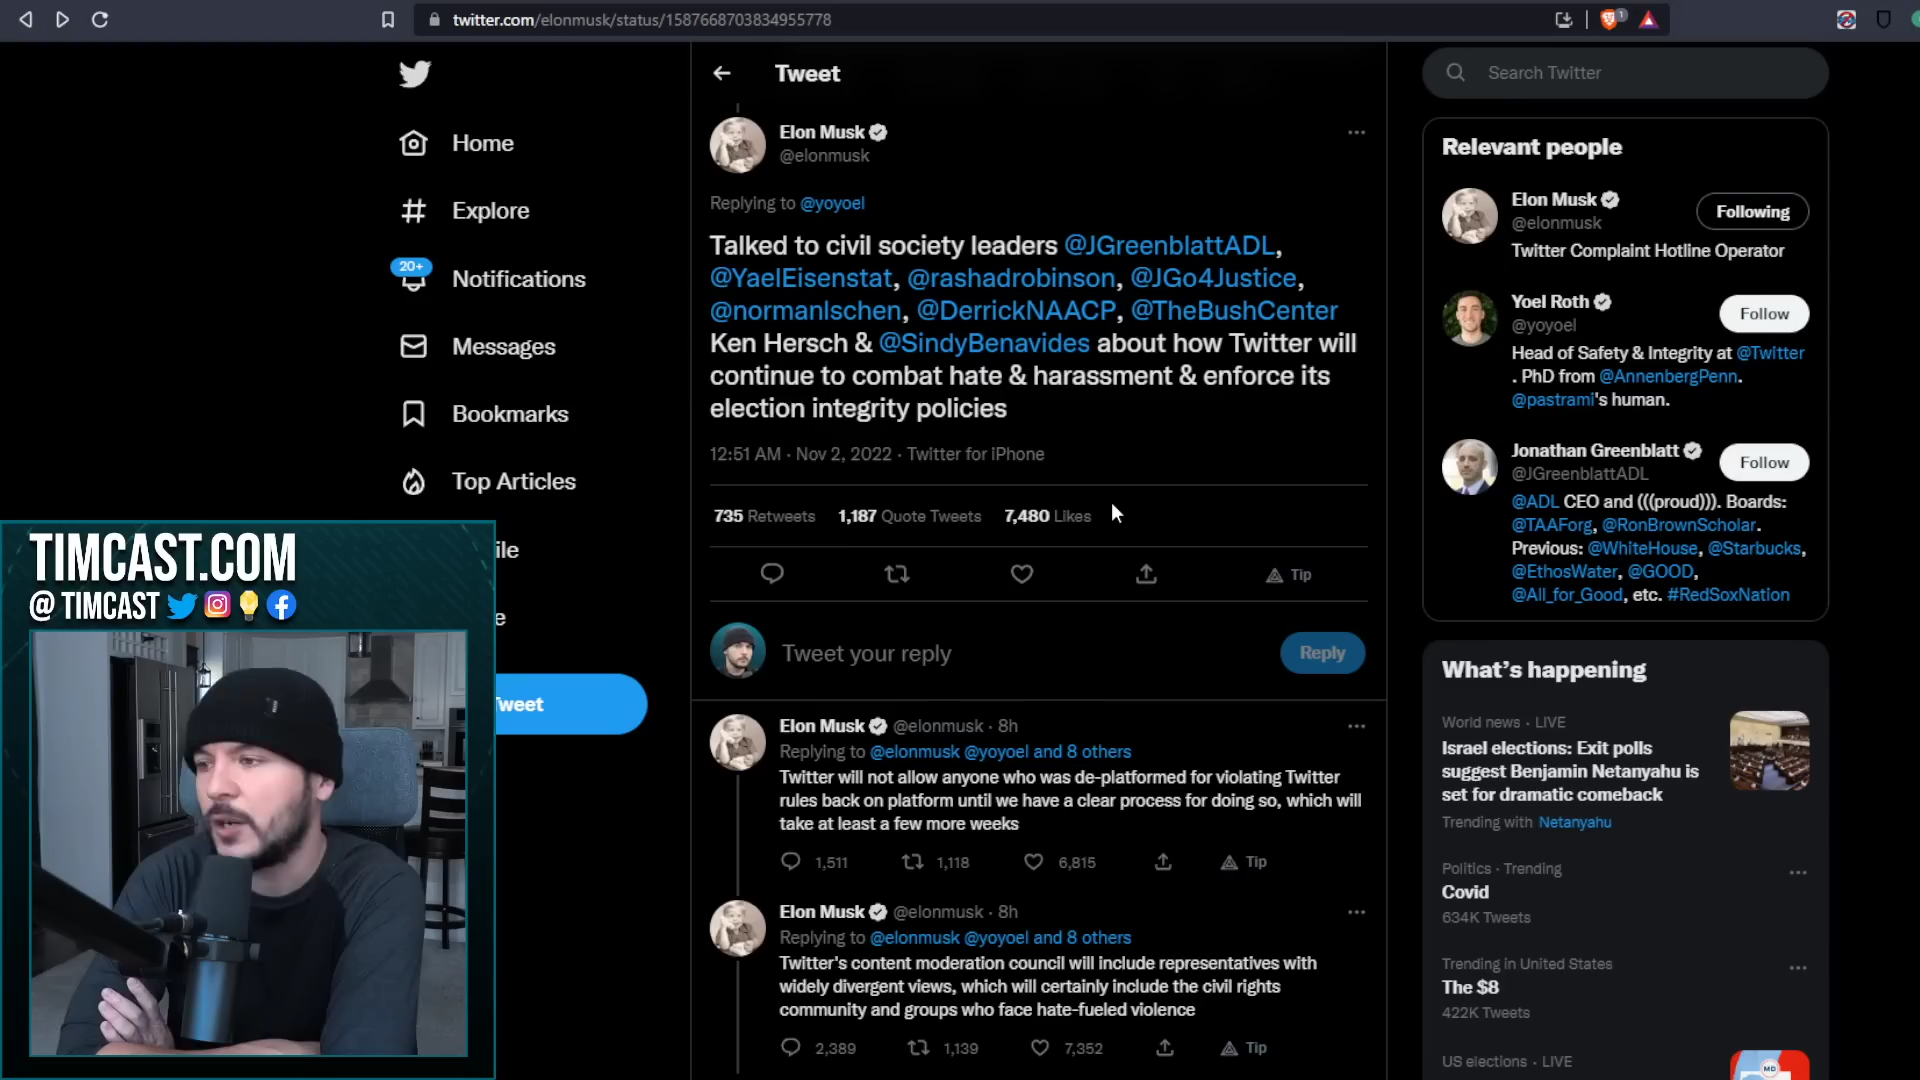 twitter.com/elonmusk/status/1587668703834955778
1
Home
Explore
20+
Notifications
Messages
Bookmarks
Top Articles
ile
e
Tweet
TIMCAST.COM
@ TIMCAST
Tweet
Elon Musk
@elonmusk
Replying to @yoyoel
Talked to civil society leaders @JGreenblattADL,
@YaelEisenstat, @rashadrobinson, @JGo4Justice,
@normanlschen, @DerrickNAACP, @TheBushCenter
Ken Hersch & @SindyBenavides about how Twitter will
continue to combat hate & harassment & enforce its
election integrity policies
12:51 AM · Nov 2, 2022 · Twitter for iPhone
735 Retweets 1,187 Quote Tweets 7,480 Likes
Tip
Tweet your reply
Reply
Elon Musk @elonmusk · 8h
Replying to @elonmusk @yoyoel and 8 others
Twitter will not allow anyone who was de-platformed for violating Twitter
rules back on platform until we have a clear process for doing so, which will
take at least a few more weeks
1,511 1,118 6,815 Tip
Elon Musk @elonmusk · 8h
Replying to @elonmusk @yoyoel and 8 others
Twitter's content moderation council will include representatives with
widely divergent views, which will certainly include the civil rights
community and groups who face hate-fueled violence
2,389 1,139 7,352 Tip
Search Twitter
Relevant people
Elon Musk
@elonmusk
Following
Twitter Complaint Hotline Operator
Yoel Roth
@yoyoel
Follow
Head of Safety & Integrity at @Twitter
. PhD from @AnnenbergPenn.
@pastrami's human.
Jonathan Greenblatt
@JGreenblattADL
Follow
@ADL CEO and (((proud))). Boards:
@TAAForg, @RonBrownScholar.
Previous: @WhiteHouse, @Starbucks,
@EthosWater, @GOOD,
@All_for_Good, etc. #RedSoxNation
What's happening
World news · LIVE
Israel elections: Exit polls
suggest Benjamin Netanyahu is
set for dramatic comeback
Trending with Netanyahu
Politics · Trending
Covid
634K Tweets
Trending in United States
The $8
422K Tweets
US elections · LIVE
MD